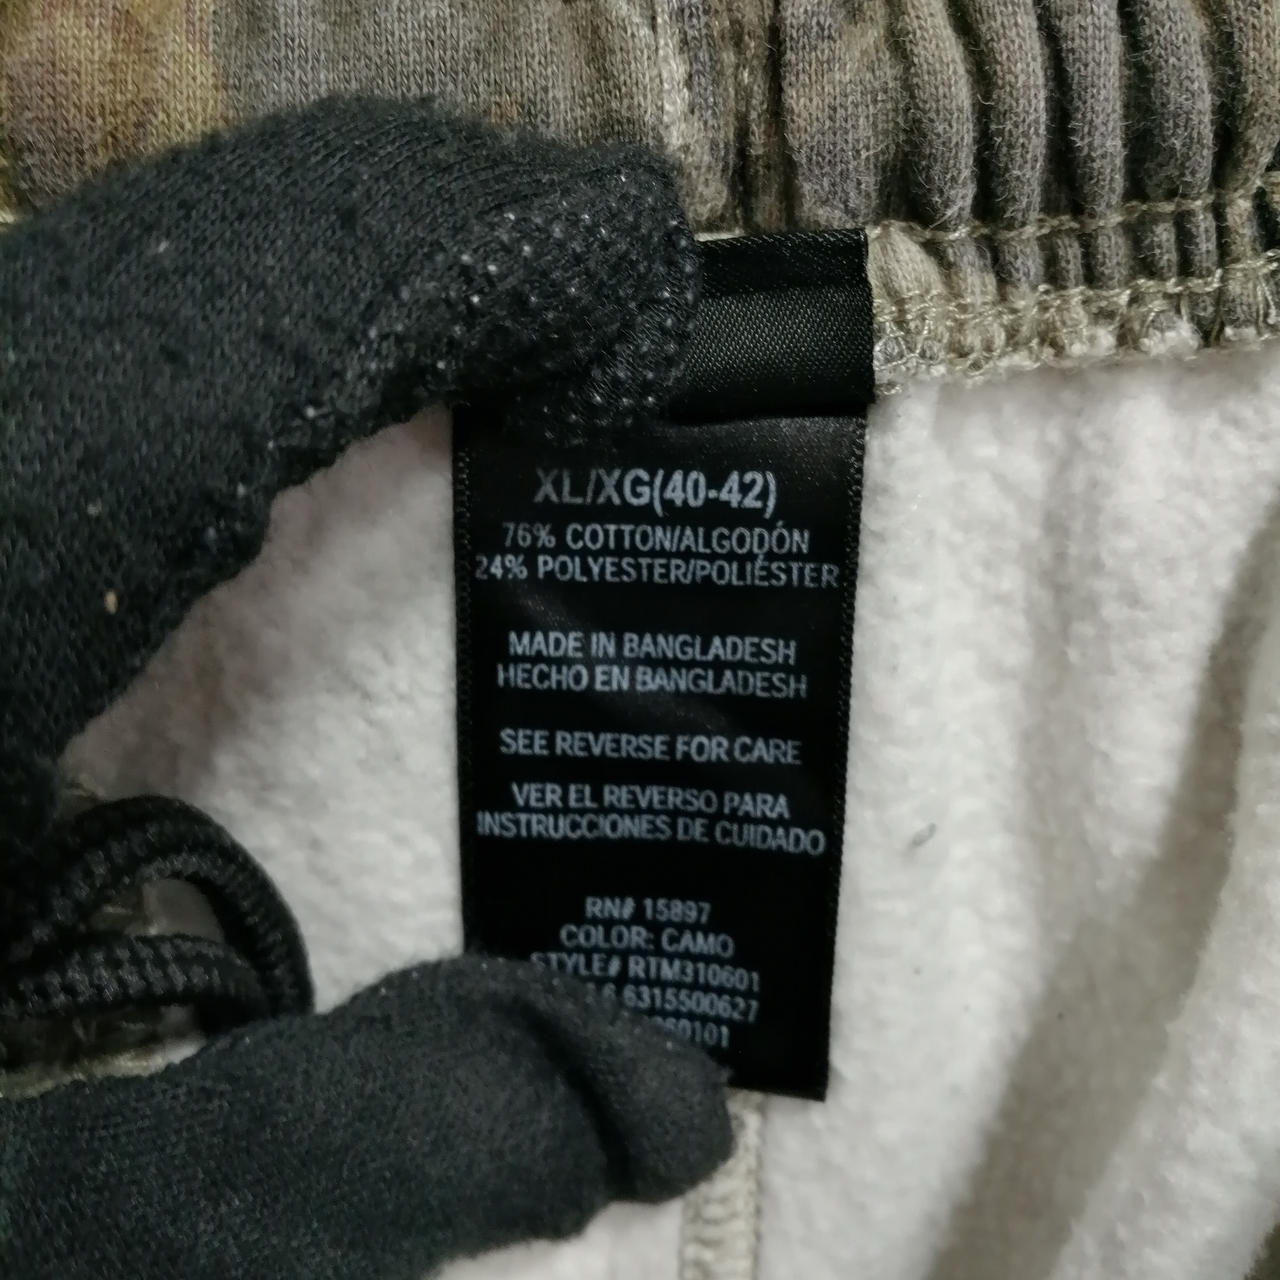 XL/XG(40-42)
76% COTTON/ALGODÓN
24% POLYESTER/POLIÉSTER
MADE IN BANGLADESH
HECHO EN BANGLADESH
SEE REVERSE FOR CARE
VER EL REVERSO PARA
INSTRUCCIONES DE CUIDADO
RN# 15897
COLOR: CAMO
STYLE# RTM310601
6315500627